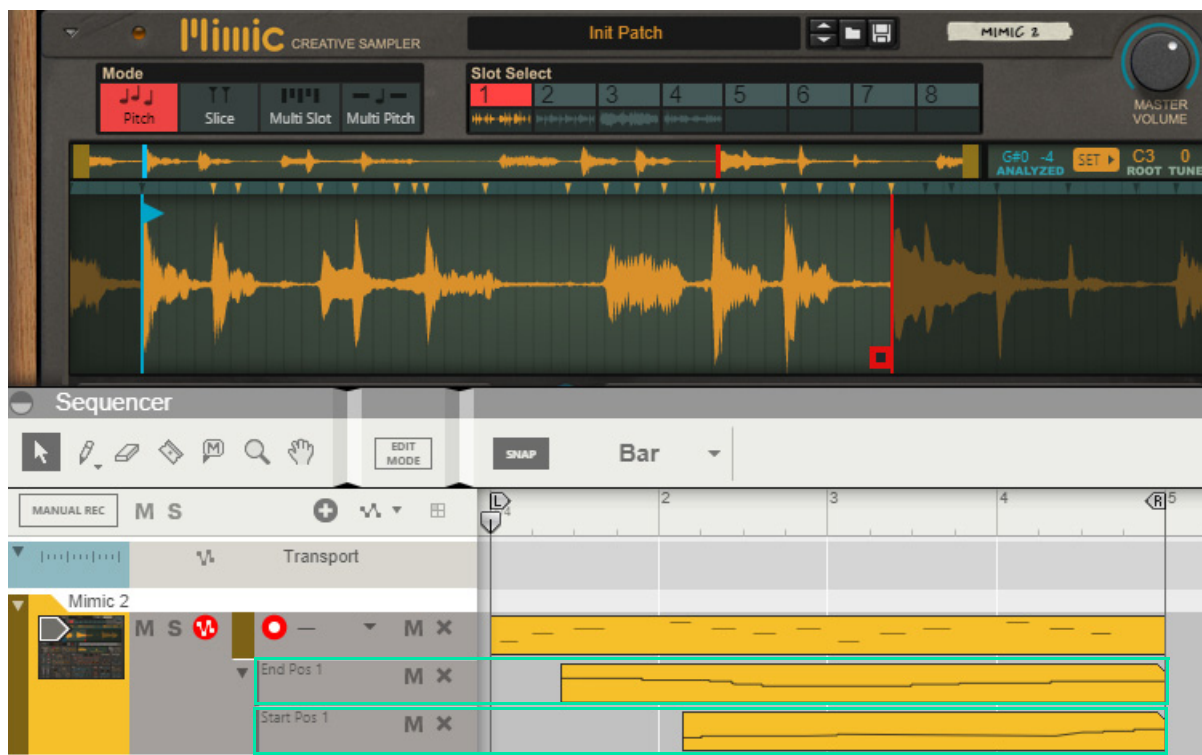 Mimic CREATIVE SAMPLER
Init Patch
MIMIC 2
MASTER
VOLUME
Mode
Pitch
Slice
Multi Slot
Multi Pitch
Slot Select
1 2 3 4 5 6 7 8
G#0 -4
ANALYZED
SET
C3 0
ROOT TUNE
Sequencer
M
EDIT
MODE
SNAP
Bar
MANUAL REC
M S
L
4
2
3
4
R
5
Transport
Mimic 2
M S
M
End Pos 1
M
Start Pos 1
M